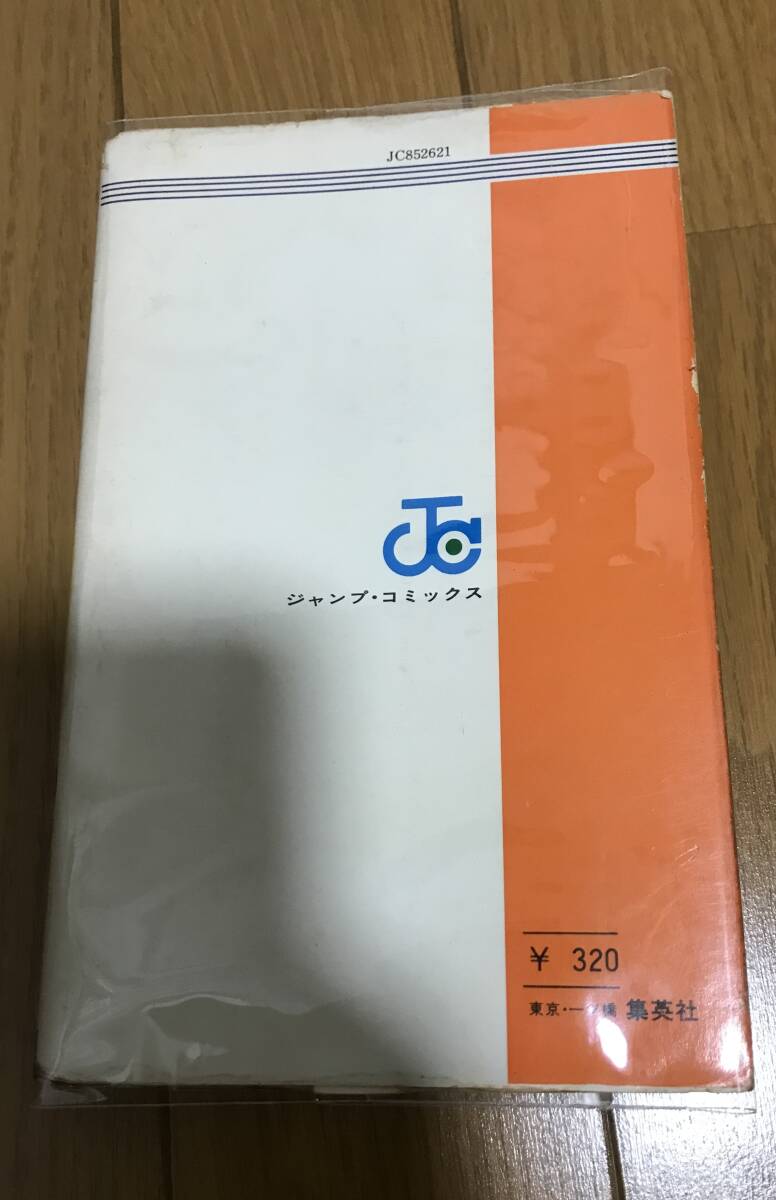 JC852621
JC
ジャンプ・コミックス
¥ 320
東京・一ツ橋 集英社